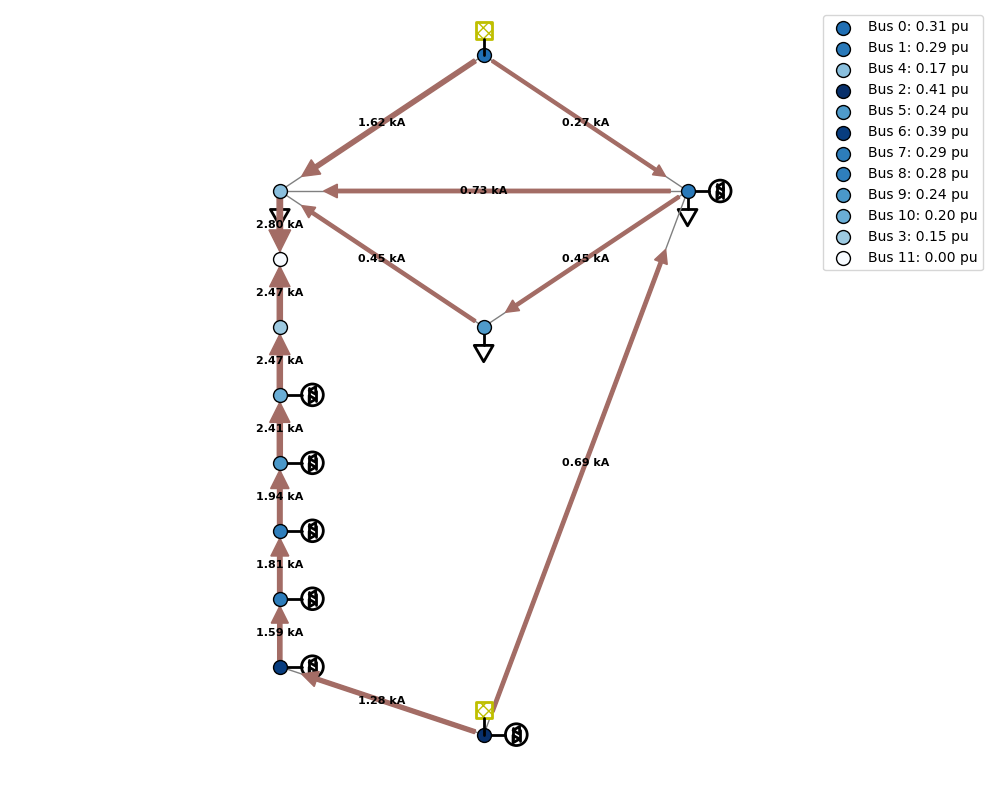 Bus 0: 0.31 pu
Bus 1: 0.29 pu
Bus 4: 0.17 pu
Bus 2: 0.41 pu
Bus 5: 0.24 pu
Bus 6: 0.39 pu
Bus 7: 0.29 pu
Bus 8: 0.28 pu
Bus 9: 0.24 pu
Bus 10: 0.20 pu
Bus 3: 0.15 pu
Bus 11: 0.00 pu
1.62 kA
0.27 kA
0.73 kA
2.80 kA
0.45 kA
0.45 kA
2.47 kA
2.47 kA
2.41 kA
0.69 kA
1.94 kA
1.81 kA
1.59 kA
1.28 kA